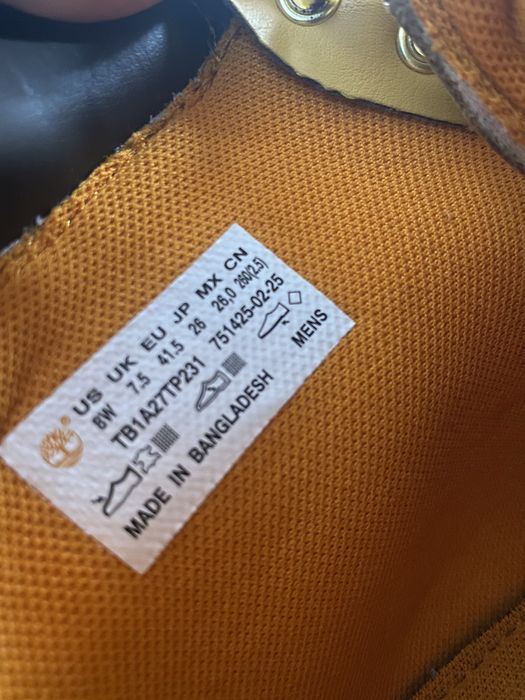 US UK EU JP MX CN
8W 7.5 41.5 26 26,0 260(2.5)
TB1A27TP231 751425-02-25
MENS
MADE IN BANGLADESH